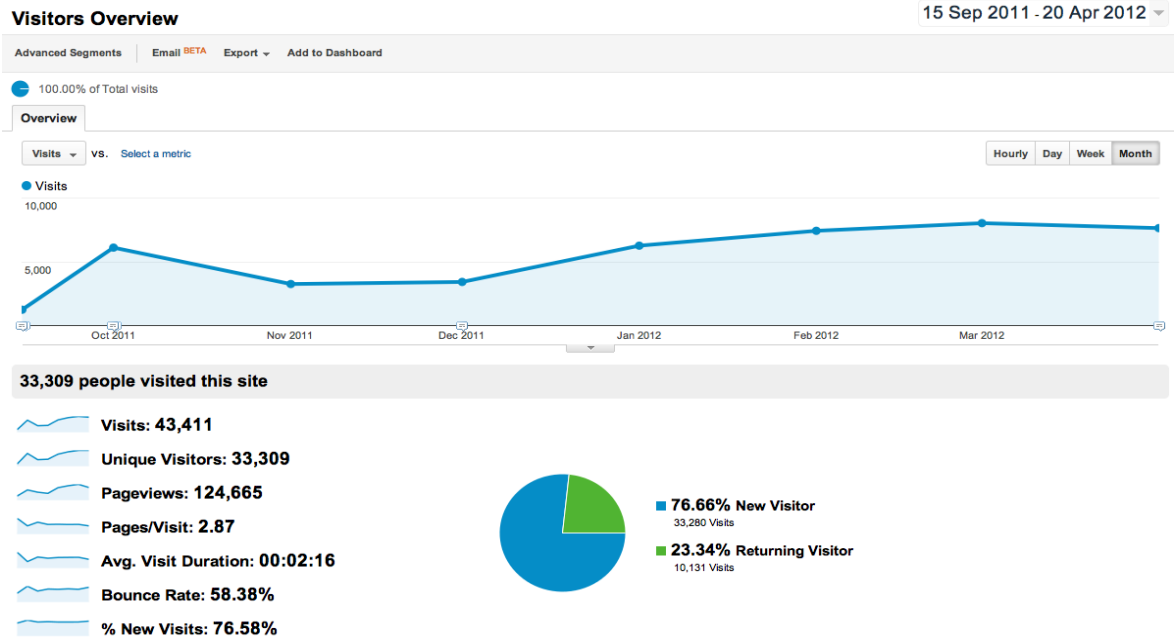 Visitors Overview
15 Sep 2011 - 20 Apr 2012
Advanced Segments Email BETA Export Add to Dashboard
100.00% of Total visits
Overview
Visits vs. Select a metric
Hourly Day Week Month
Visits
10,000
5,000
Oct 2011 Nov 2011 Dec 2011 Jan 2012 Feb 2012 Mar 2012
33,309 people visited this site
Visits: 43,411
Unique Visitors: 33,309
Pageviews: 124,665
Pages/Visit: 2.87
Avg. Visit Duration: 00:02:16
Bounce Rate: 58.38%
% New Visits: 76.58%
76.66% New Visitor
33,280 Visits
23.34% Returning Visitor
10,131 Visits